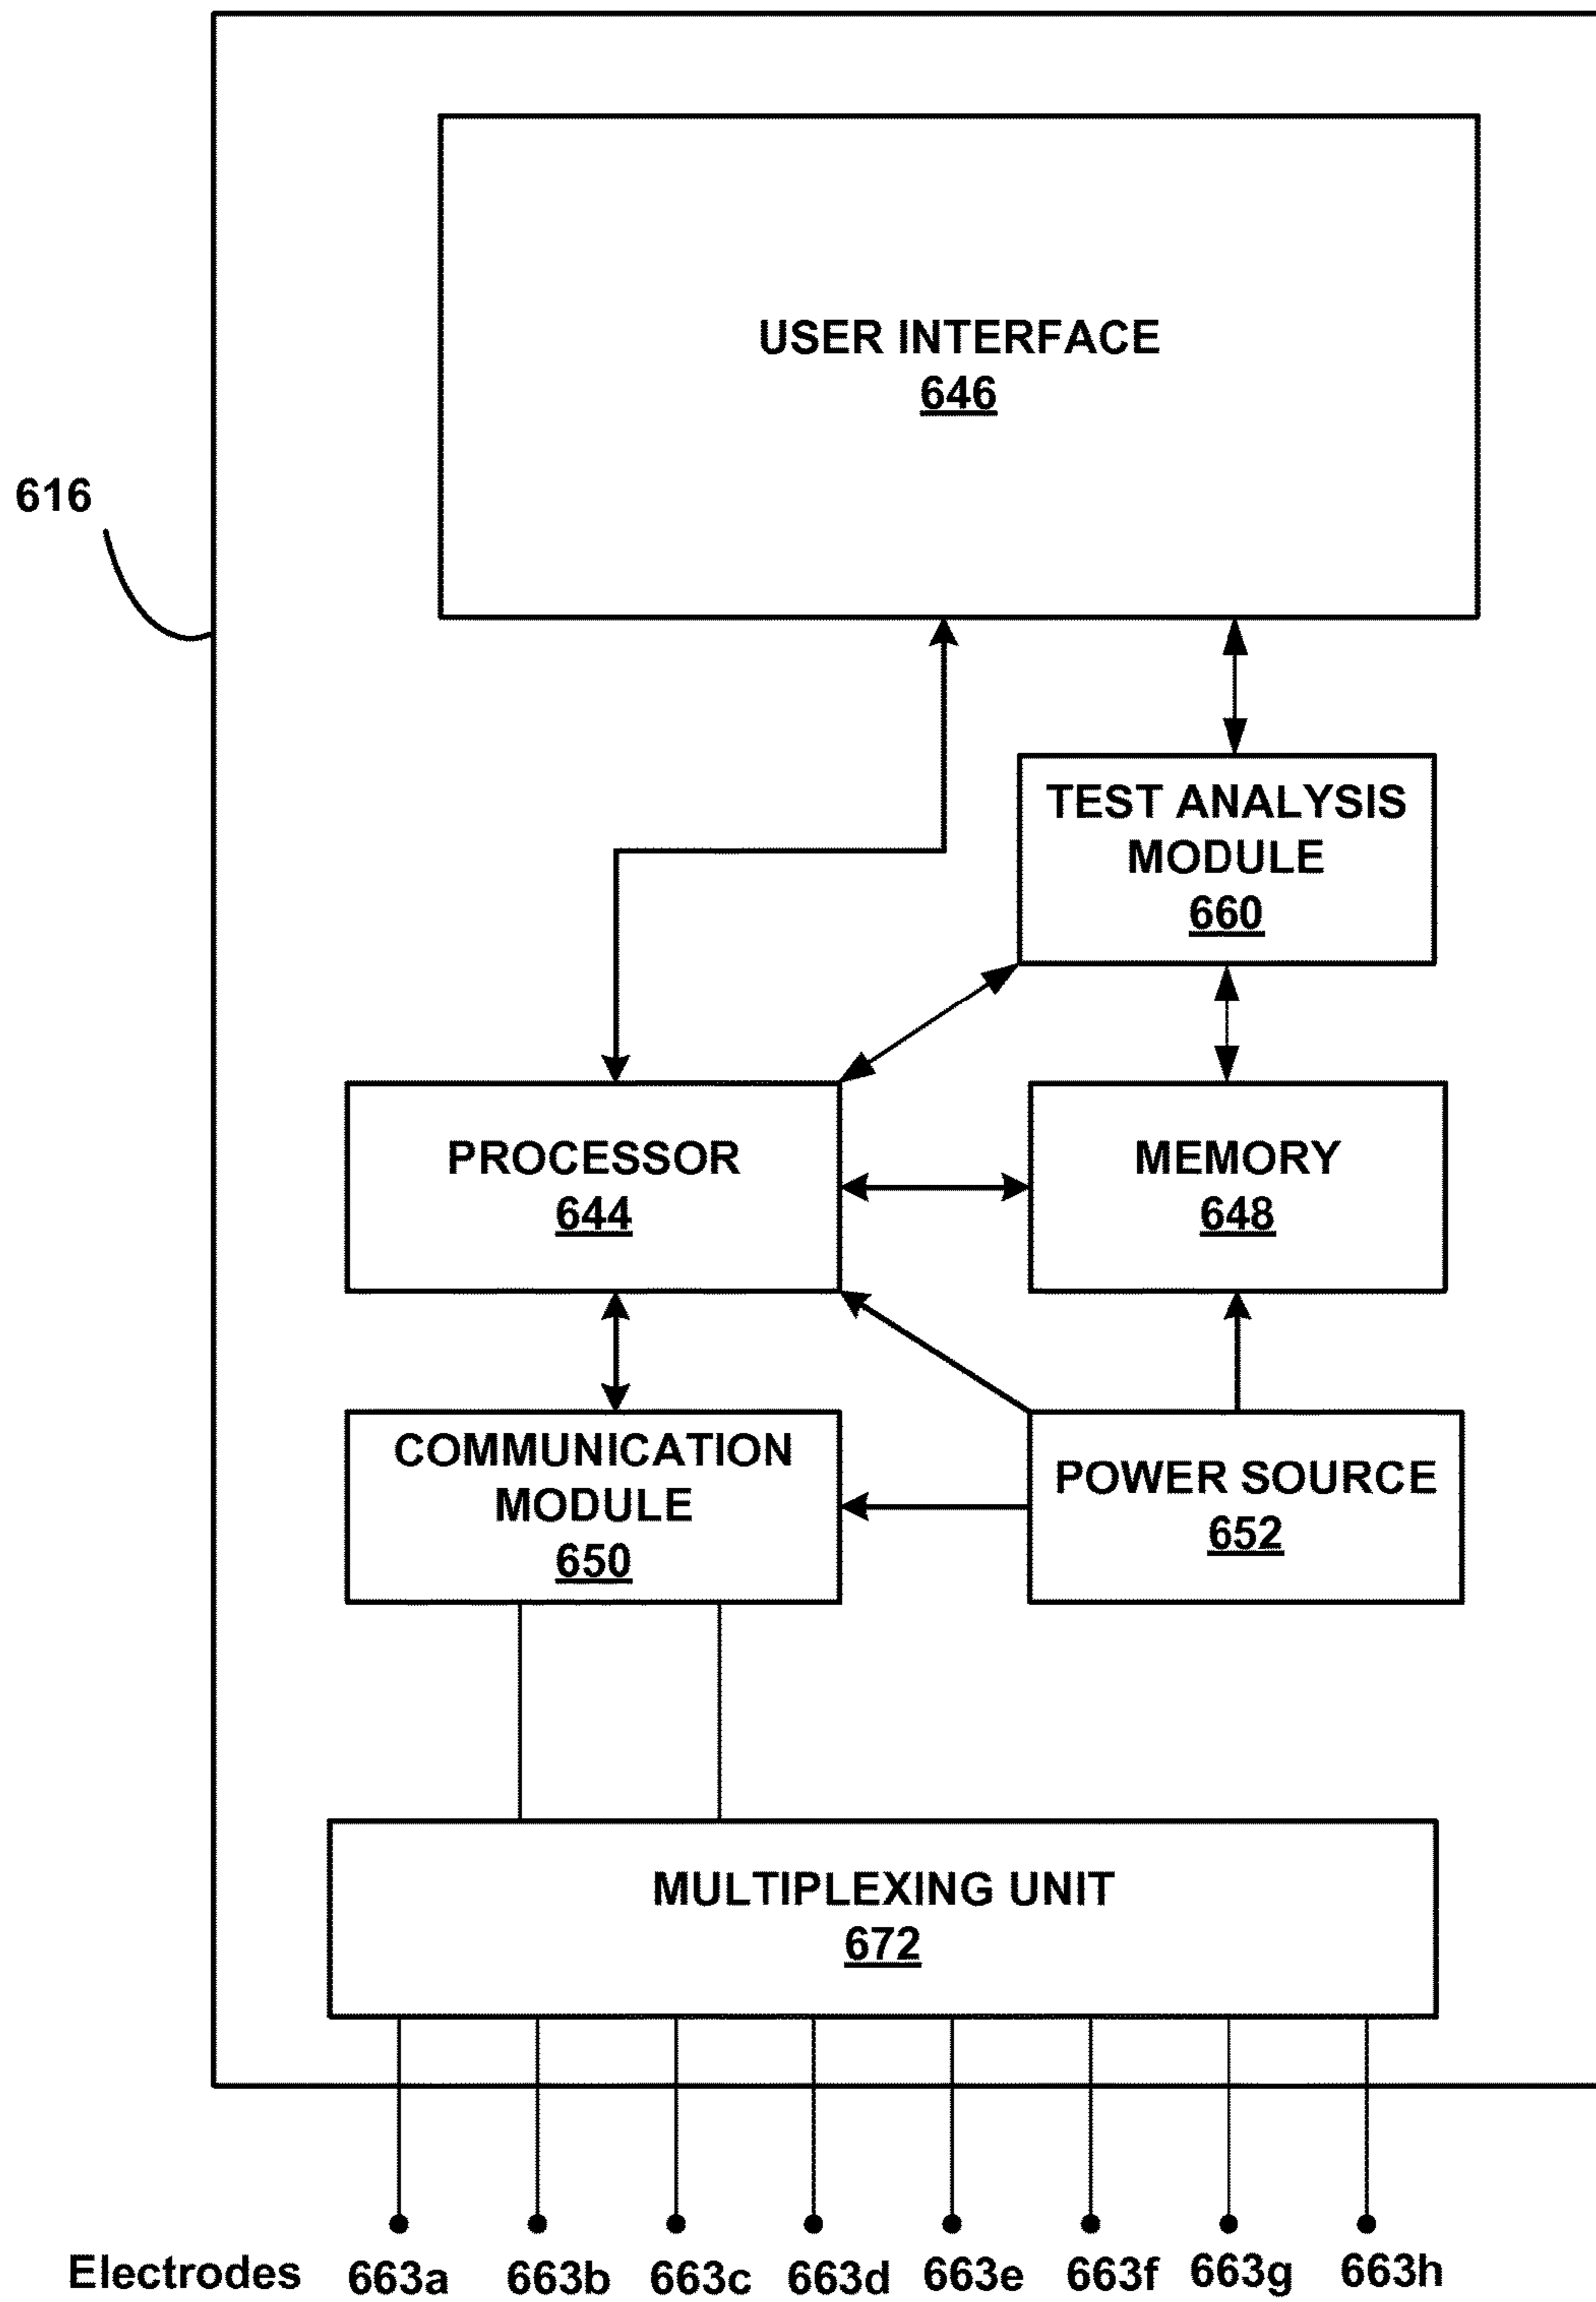 USER INTERFACE
646
616
TEST ANALYSIS
MODULE
660
PROCESSOR
644
MEMORY
648
COMMUNICATION
MODULE
650
POWER SOURCE
652
MULTIPLEXING UNIT
672
Electrodes 663a 663b 663c 663d 663e 663f 663g 663h